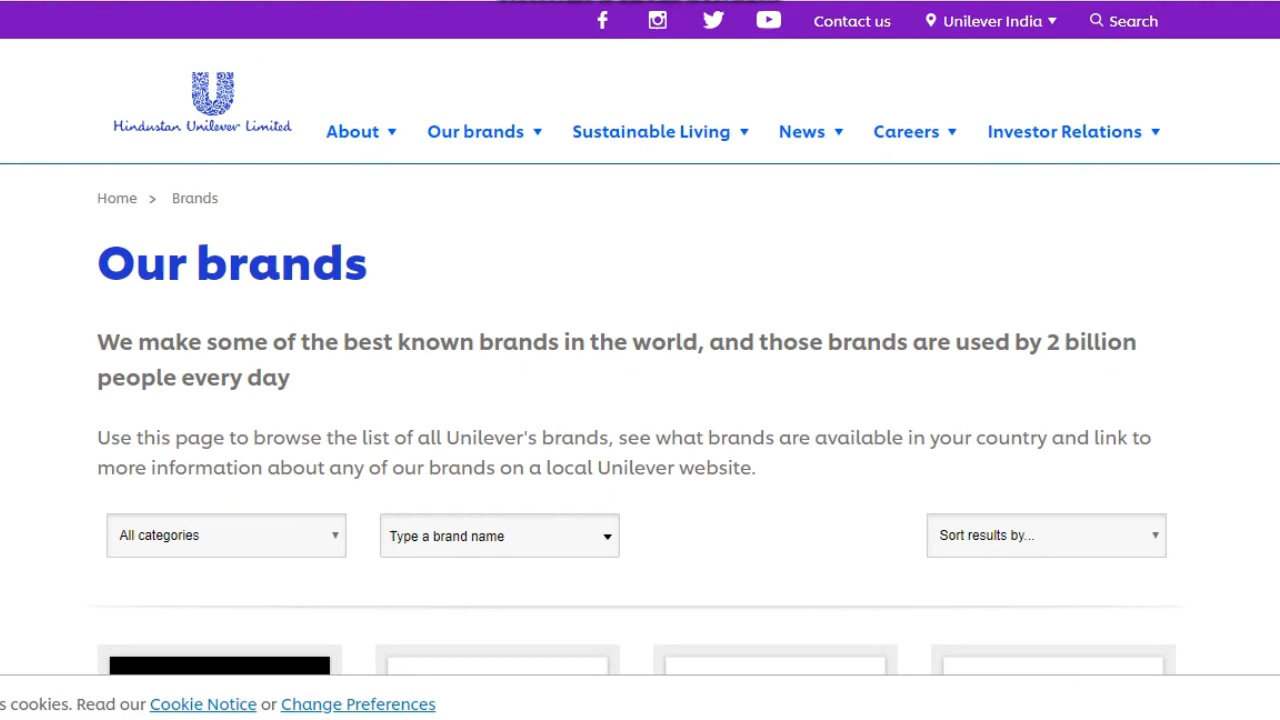 Contact us Unilever India Search
Hindustan Unilever Limited
About Our brands Sustainable Living News Careers Investor Relations
Home > Brands
Our brands
We make some of the best known brands in the world, and those brands are used by 2 billion
people every day
Use this page to browse the list of all Unilever's brands, see what brands are available in your country and link to
more information about any of our brands on a local Unilever website.
All categories Type a brand name Sort results by...
s cookies. Read our Cookie Notice or Change Preferences